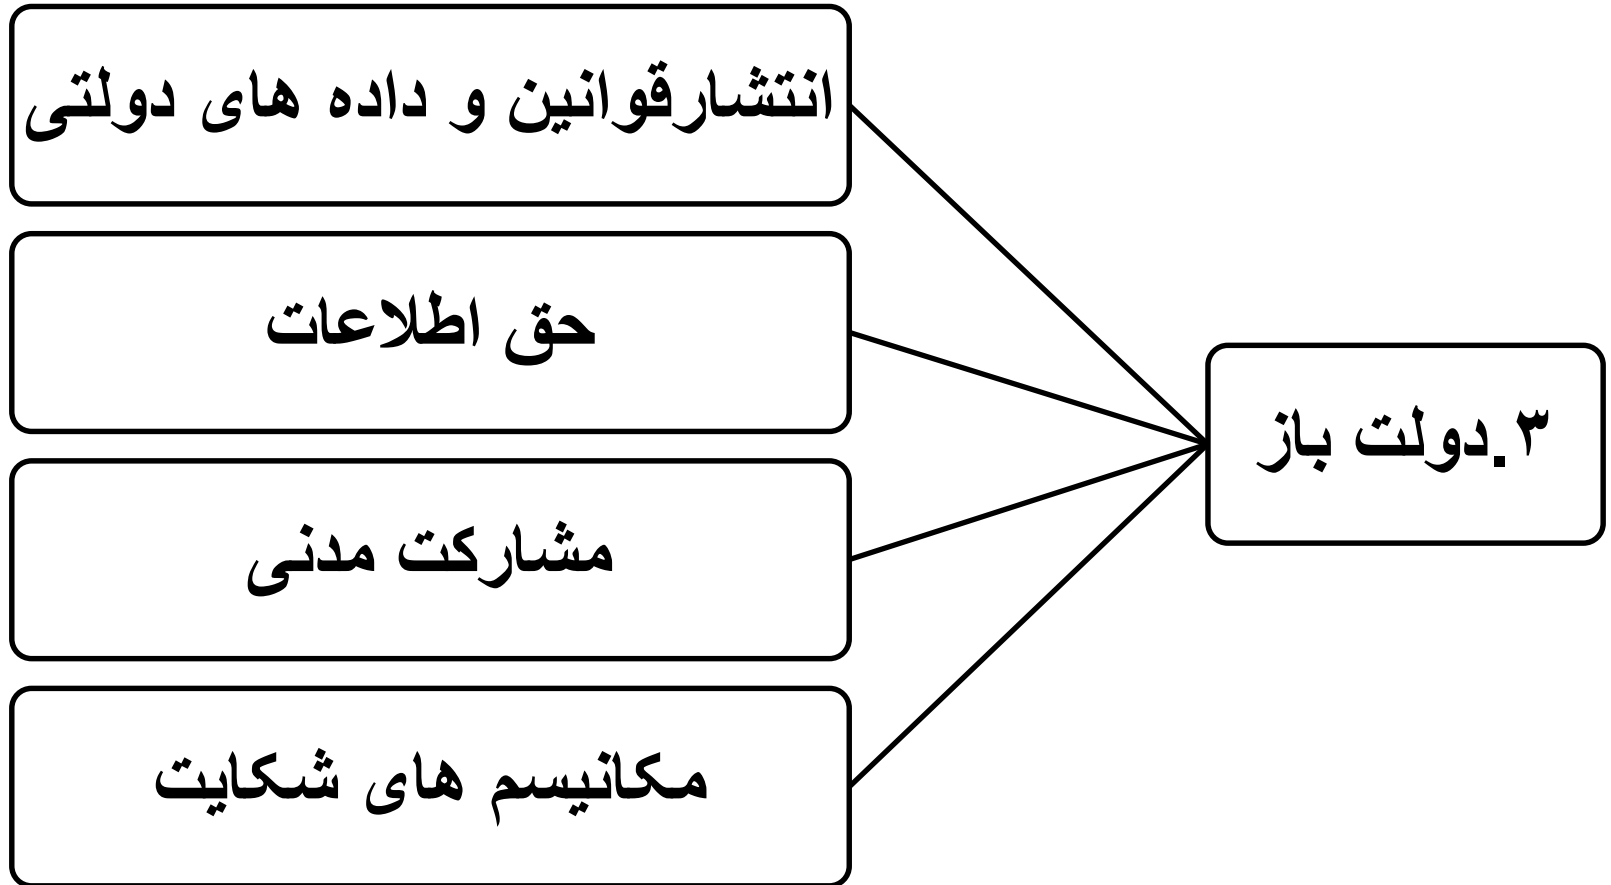 ۳.دولت باز
انتشارقوانین و داده های دولتی
حق اطلاعات
مشارکت مدنی
مکانیسم های شکایت